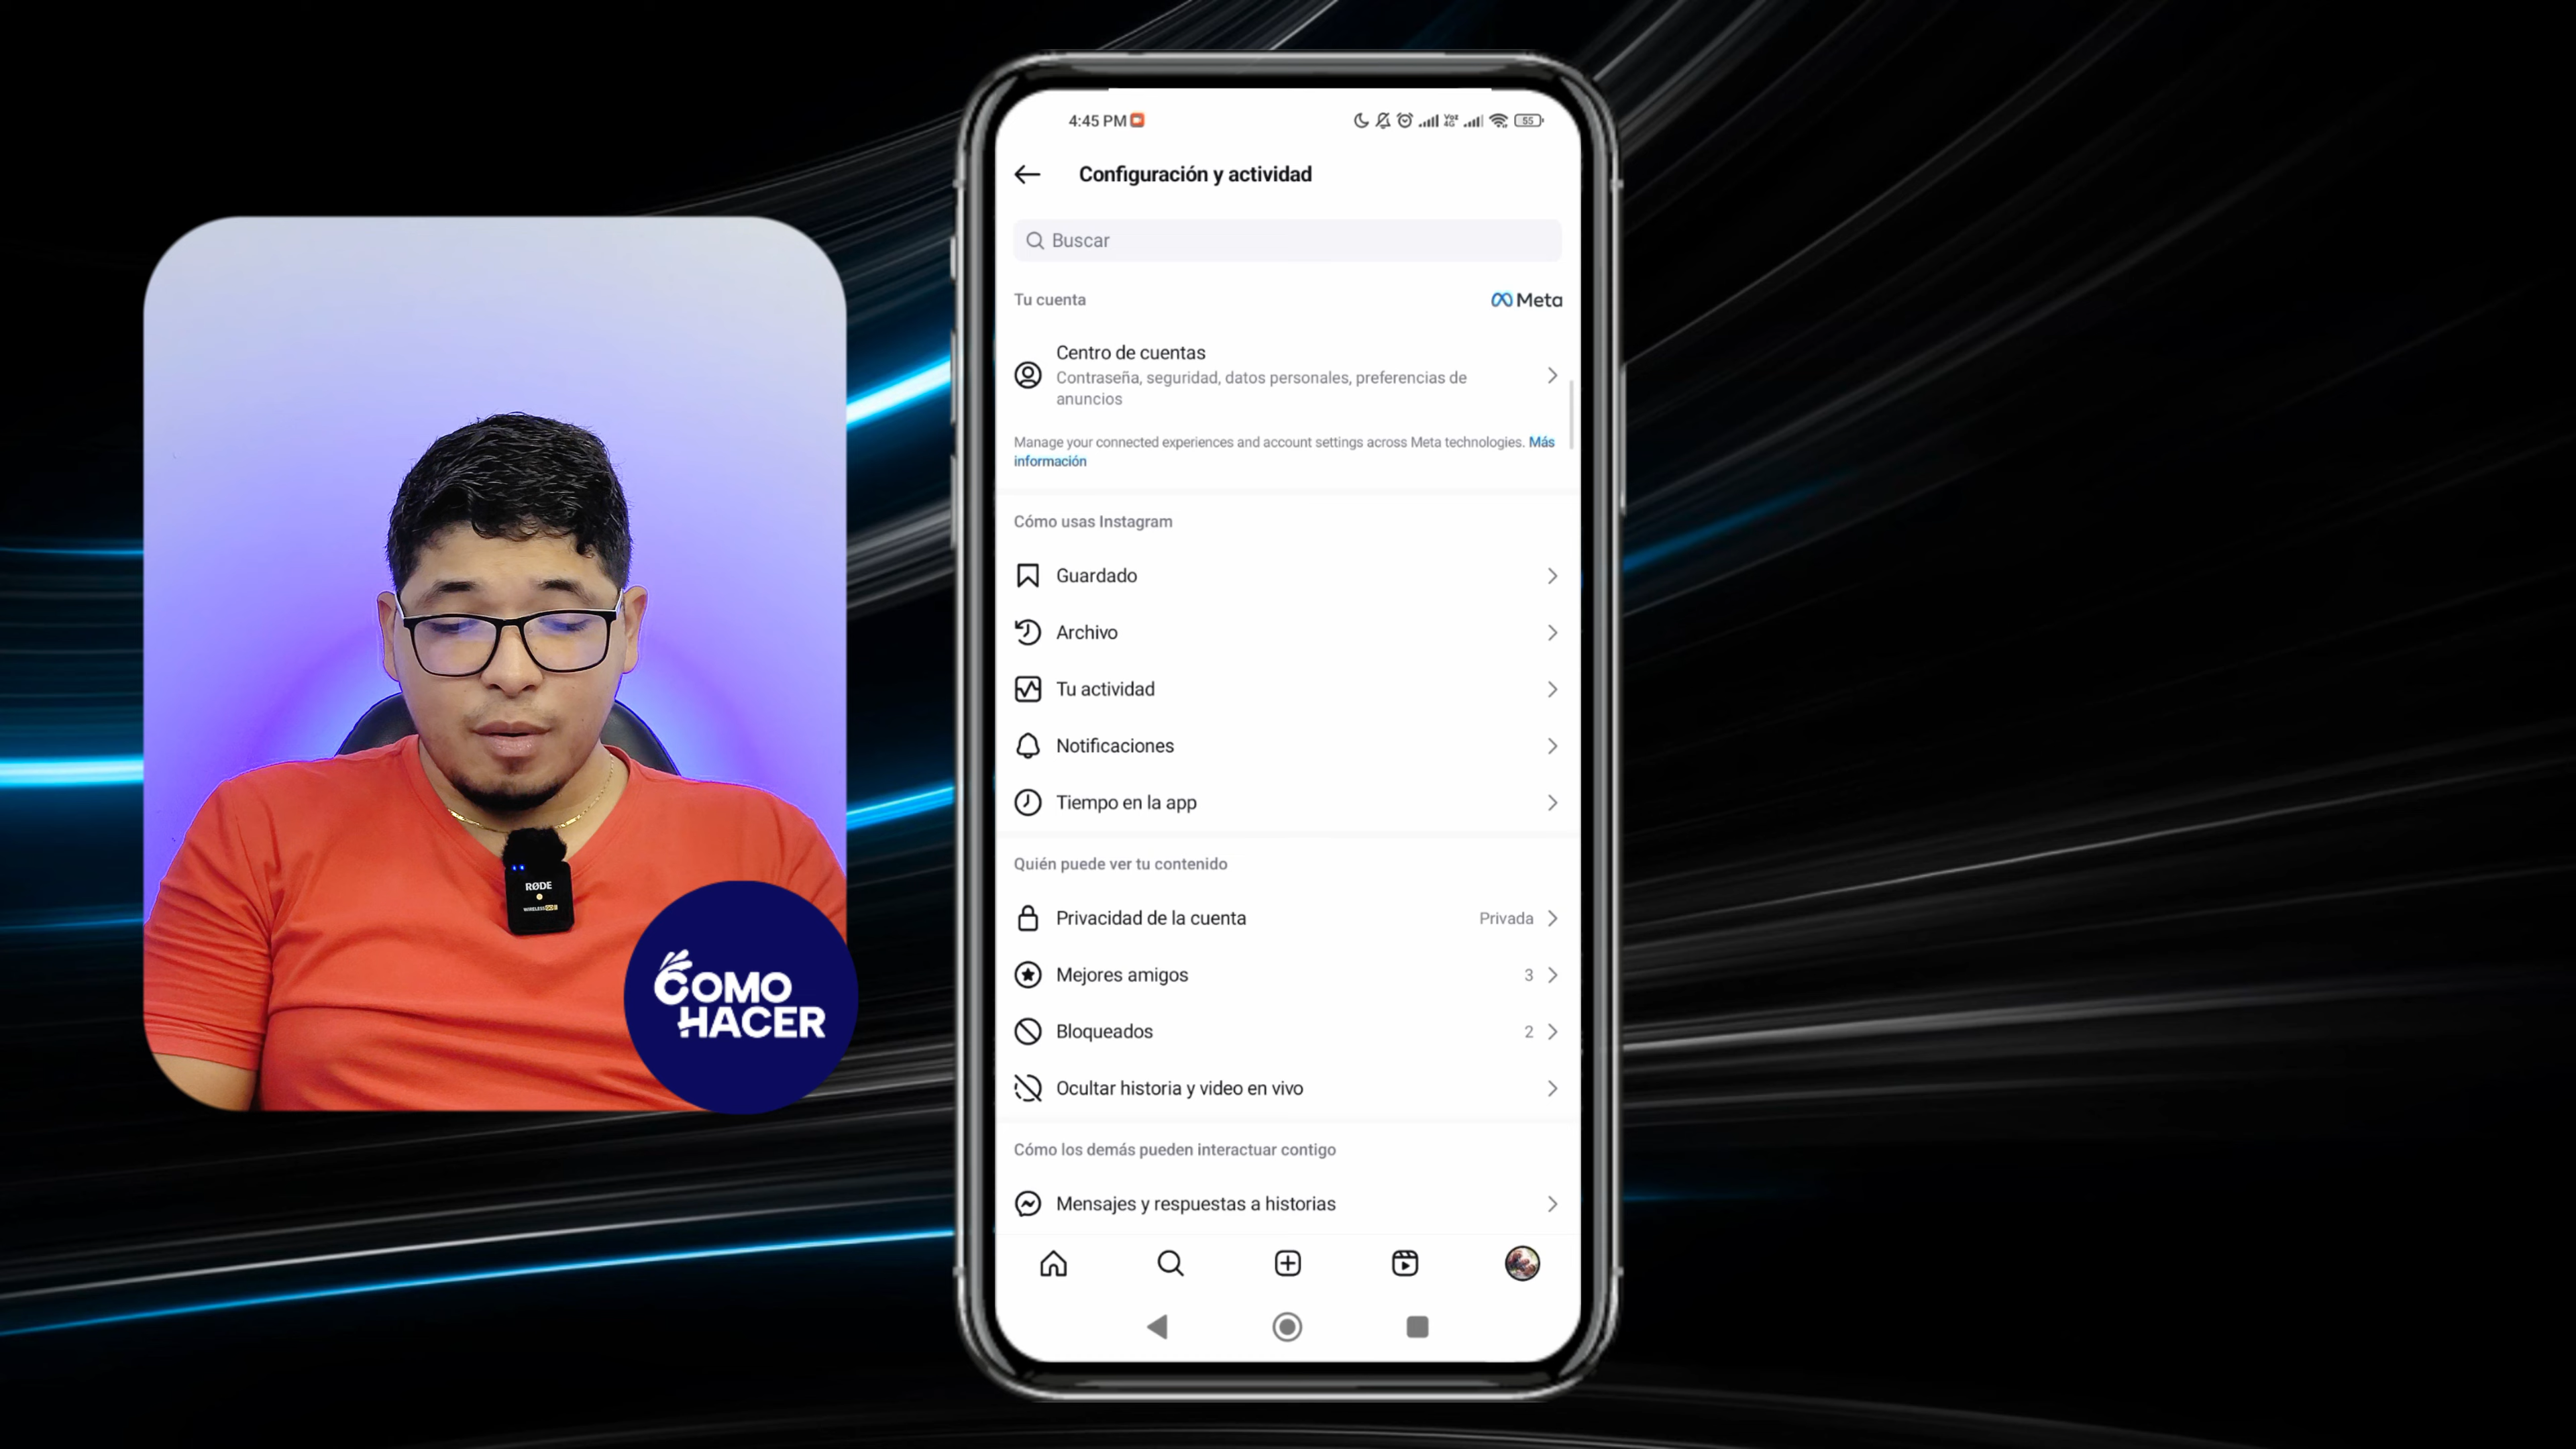 4:45 PM
55
Configuración y actividad
Buscar
Tu cuenta
Meta
Centro de cuentas
Contraseña, seguridad, datos personales, preferencias de
anuncios
Manage your connected experiences and account settings across Meta technologies. Más
información
Cómo usas Instagram
Guardado
Archivo
Tu actividad
Notificaciones
Tiempo en la app
Quién puede ver tu contenido
Privacidad de la cuenta
Privada
Mejores amigos
3
Bloqueados
2
Ocultar historia y video en vivo
Cómo los demás pueden interactuar contigo
Mensajes y respuestas a historias
RØDE
COMO
HACER